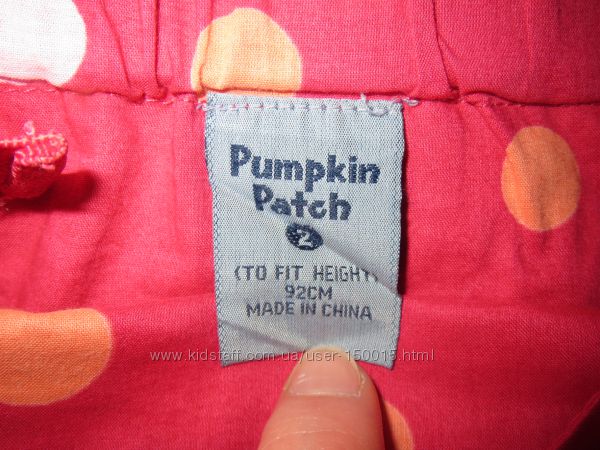 Pumpkin
Patch
2
(TO FIT HEIGHT)
92CM
MADE IN CHINA
www.kidstaff.com.ua/user-150015.html